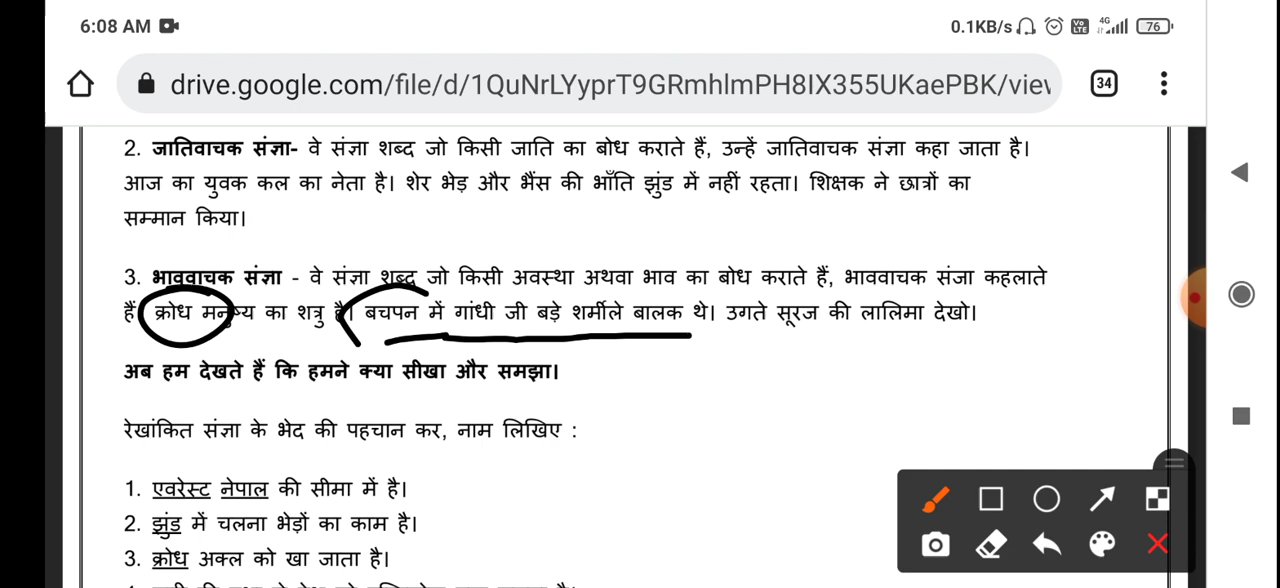 6:08 AM 0.1KB/s 4G 76
drive.google.com/file/d/1QuNrLYyprT9GRmhlmPH8IX355UKaePBK/view 34
2. जातिवाचक संज्ञा- वे संज्ञा शब्द जो किसी जाति का बोध कराते हैं, उन्हें जातिवाचक संज्ञा कहा जाता है।
आज का युवक कल का नेता है। शेर भेड़ और भैंस की भाँति झुंड में नहीं रहता। शिक्षक ने छात्रों का
सम्मान किया।
3. भाववाचक संज्ञा - वे संज्ञा शब्द जो किसी अवस्था अथवा भाव का बोध कराते हैं, भाववाचक संजा कहलाते
हैं क्रोध मनुष्य का शत्रु है। बचपन में गांधी जी बड़े शर्मीले बालक थे। उगते सूरज की लालिमा देखो।
अब हम देखते हैं कि हमने क्या सीखा और समझा।
रेखांकित संज्ञा के भेद की पहचान कर, नाम लिखिए :
1. एवरेस्ट नेपाल की सीमा में है।
2. झुंड में चलना भेड़ों का काम है।
3. क्रोध अक्ल को खा जाता है।